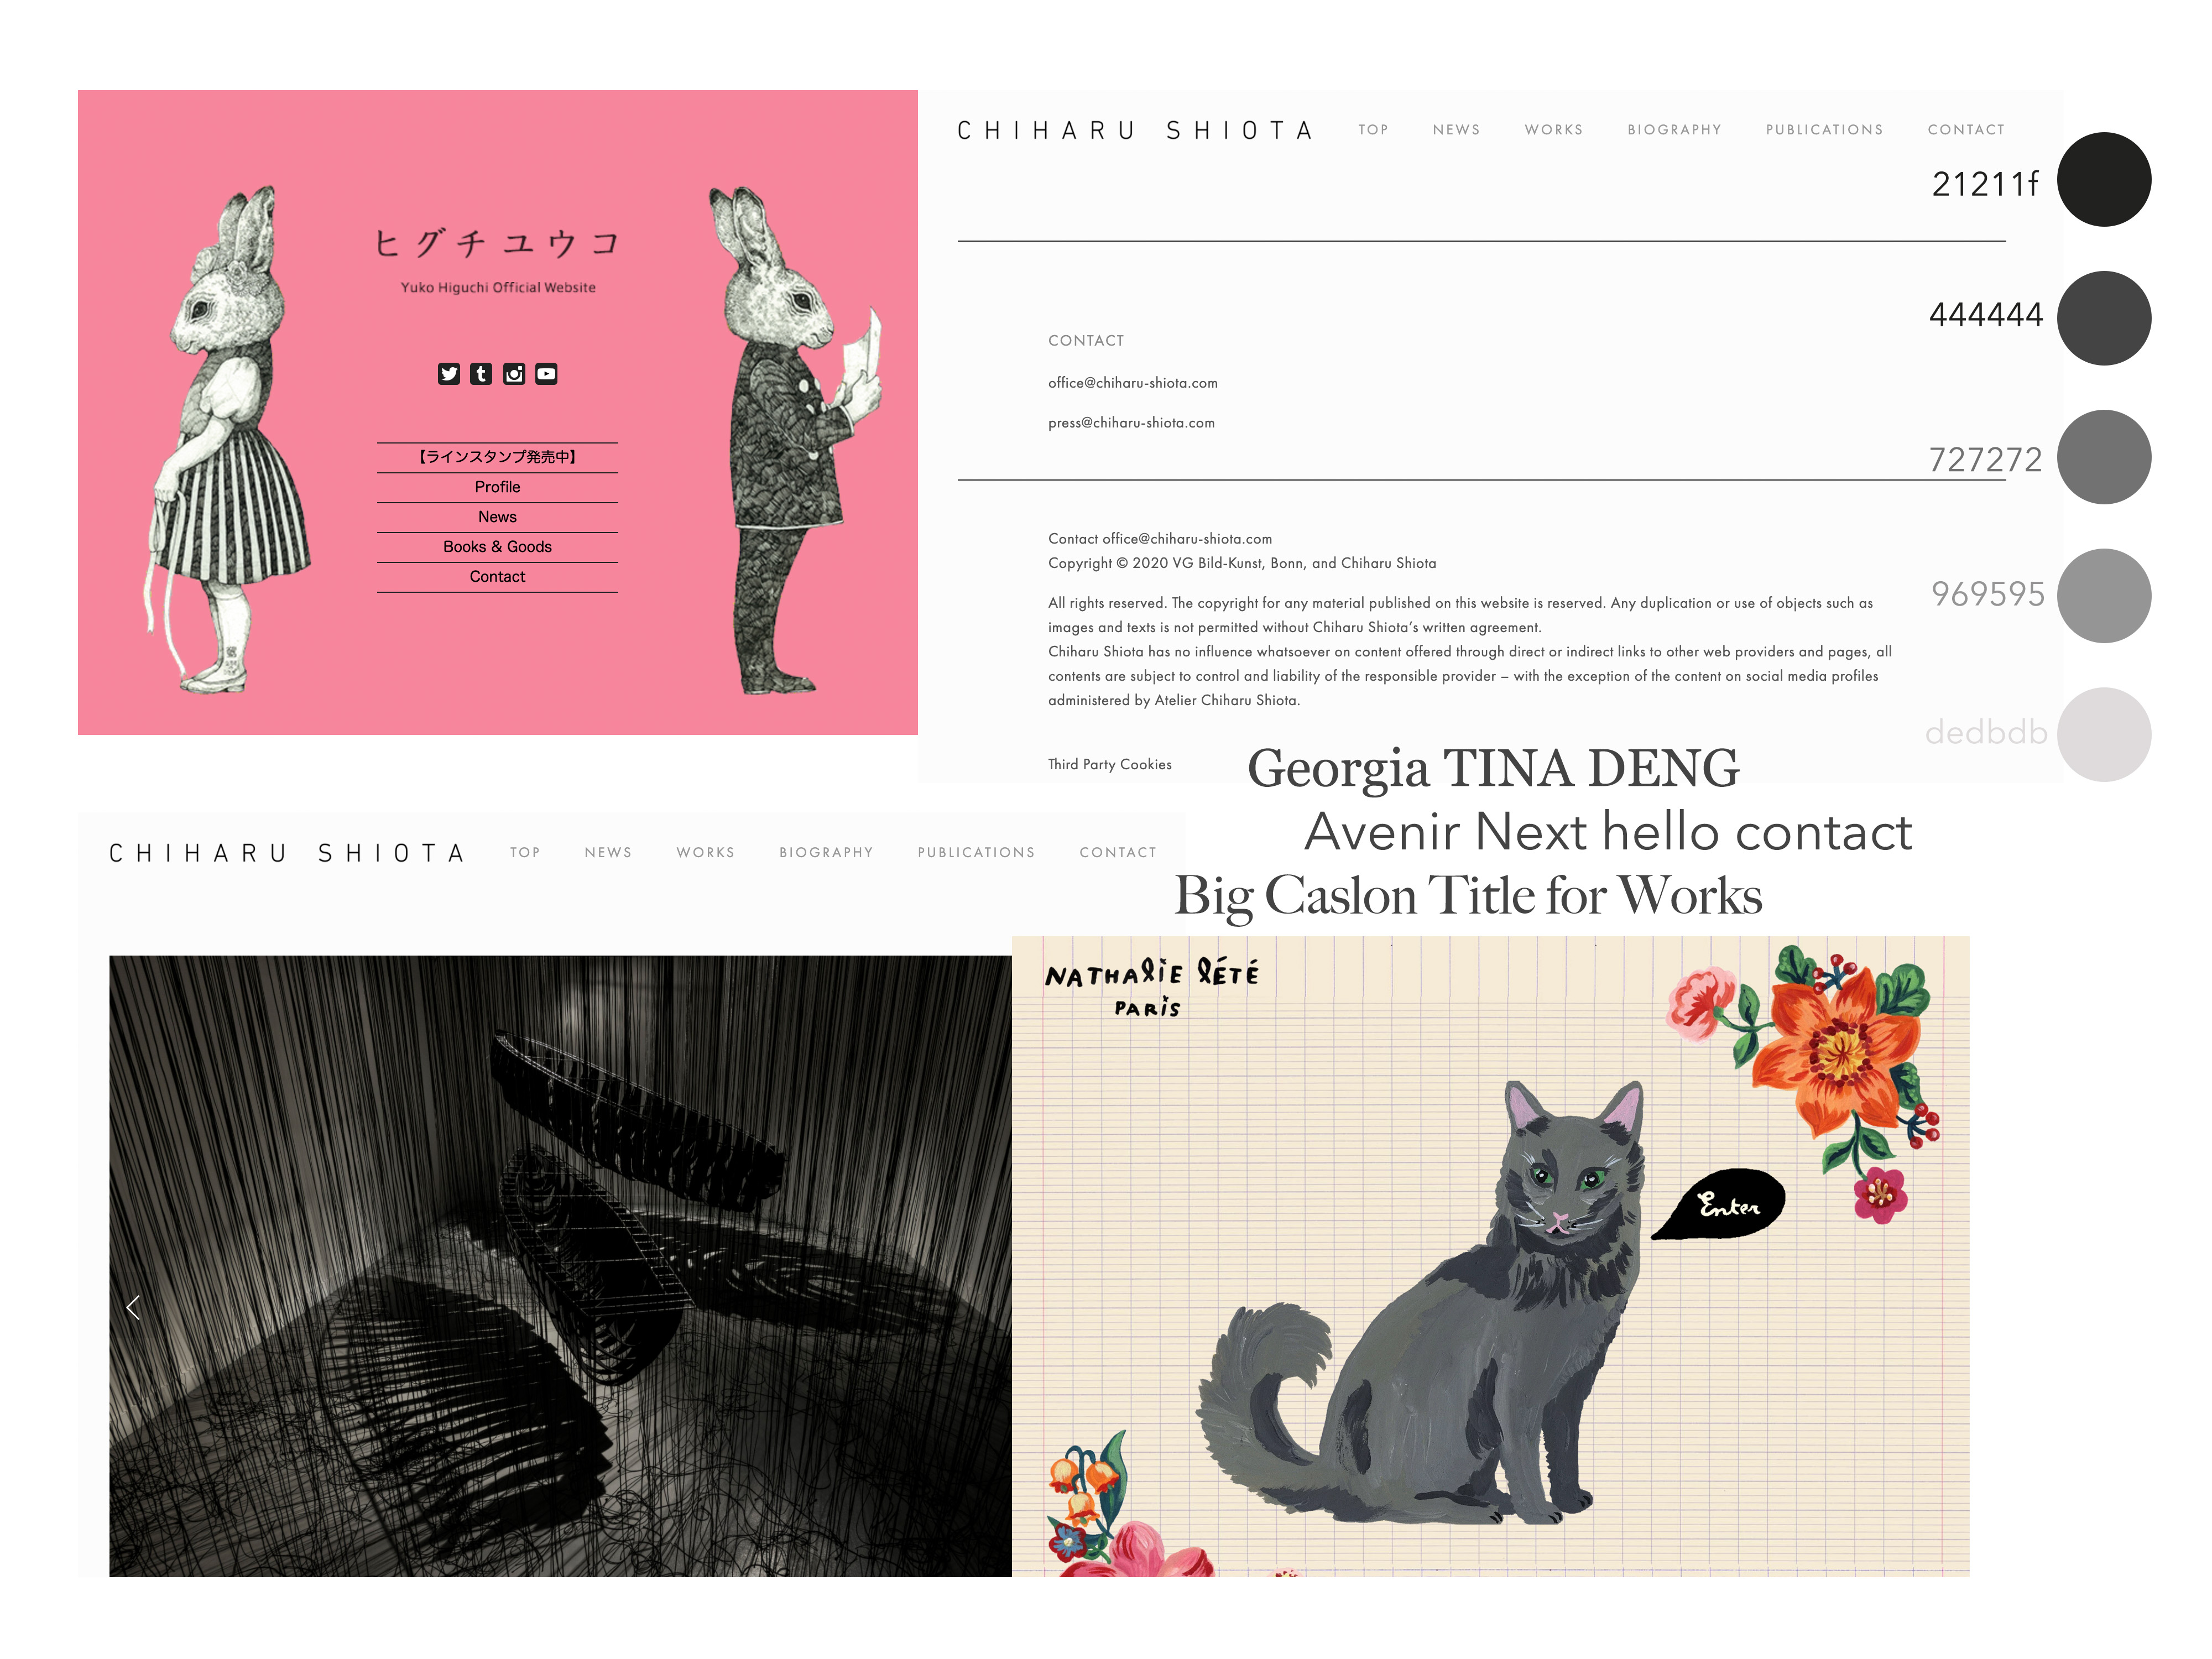 ヒグチユウコ
Yuko Higuchi Official Website
【ラインスタンプ発売中】
Profile
News
Books & Goods
Contact
CHIHARU SHIOTA TOP NEWS WORKS BIOGRAPHY PUBLICATIONS CONTACT
CONTACT
office@chiharu-shiota.com
press@chiharu-shiota.com
Contact office@chiharu-shiota.com
Copyright © 2020 VG Bild-Kunst, Bonn, and Chiharu Shiota
All rights reserved. The copyright for any material published on this website is reserved. Any duplication or use of objects such as
images and texts is not permitted without Chiharu Shiota’s written agreement.
Chiharu Shiota has no influence whatsoever on content offered through direct or indirect links to other web providers and pages, all
contents are subject to control and liability of the responsible provider – with the exception of the content on social media profiles
administered by Atelier Chiharu Shiota.
Third Party Cookies
21211f
444444
727272
969595
dedbdb
Georgia TINA DENG
Avenir Next hello contact
Big Caslon Title for Works
CHIHARU SHIOTA TOP NEWS WORKS BIOGRAPHY PUBLICATIONS CONTACT
NATHALIE LÉTÉ
PARIS
Enter